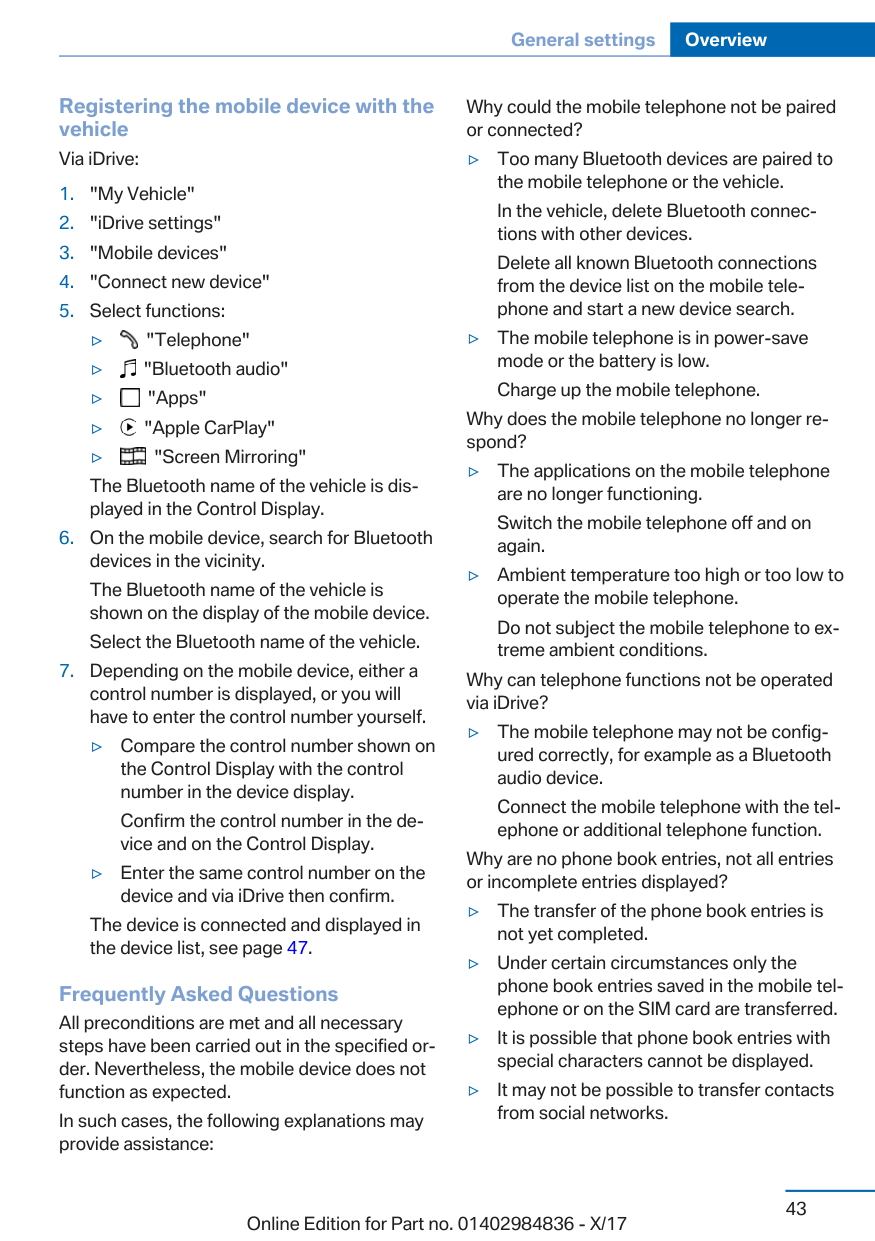 General settings Overview
Registering the mobile device with the
vehicle
Via iDrive:
1. "My Vehicle"
2. "iDrive settings"
3. "Mobile devices"
4. "Connect new device"
5. Select functions:
▷ "Telephone"
▷ "Bluetooth audio"
▷ "Apps"
▷ "Apple CarPlay"
▷ "Screen Mirroring"
The Bluetooth name of the vehicle is dis-
played in the Control Display.
6. On the mobile device, search for Bluetooth
devices in the vicinity.
The Bluetooth name of the vehicle is
shown on the display of the mobile device.
Select the Bluetooth name of the vehicle.
7. Depending on the mobile device, either a
control number is displayed, or you will
have to enter the control number yourself.
▷ Compare the control number shown on
the Control Display with the control
number in the device display.
Confirm the control number in the de-
vice and on the Control Display.
▷ Enter the same control number on the
device and via iDrive then confirm.
The device is connected and displayed in
the device list, see page 47.
Frequently Asked Questions
All preconditions are met and all necessary
steps have been carried out in the specified or-
der. Nevertheless, the mobile device does not
function as expected.
In such cases, the following explanations may
provide assistance:
Why could the mobile telephone not be paired
or connected?
▷ Too many Bluetooth devices are paired to
the mobile telephone or the vehicle.
In the vehicle, delete Bluetooth connec-
tions with other devices.
Delete all known Bluetooth connections
from the device list on the mobile tele-
phone and start a new device search.
▷ The mobile telephone is in power-save
mode or the battery is low.
Charge up the mobile telephone.
Why does the mobile telephone no longer re-
spond?
▷ The applications on the mobile telephone
are no longer functioning.
Switch the mobile telephone off and on
again.
▷ Ambient temperature too high or too low to
operate the mobile telephone.
Do not subject the mobile telephone to ex-
treme ambient conditions.
Why can telephone functions not be operated
via iDrive?
▷ The mobile telephone may not be config-
ured correctly, for example as a Bluetooth
audio device.
Connect the mobile telephone with the tel-
ephone or additional telephone function.
Why are no phone book entries, not all entries
or incomplete entries displayed?
▷ The transfer of the phone book entries is
not yet completed.
▷ Under certain circumstances only the
phone book entries saved in the mobile tel-
ephone or on the SIM card are transferred.
▷ It is possible that phone book entries with
special characters cannot be displayed.
▷ It may not be possible to transfer contacts
from social networks.
43
Online Edition for Part no. 01402984836 - X/17